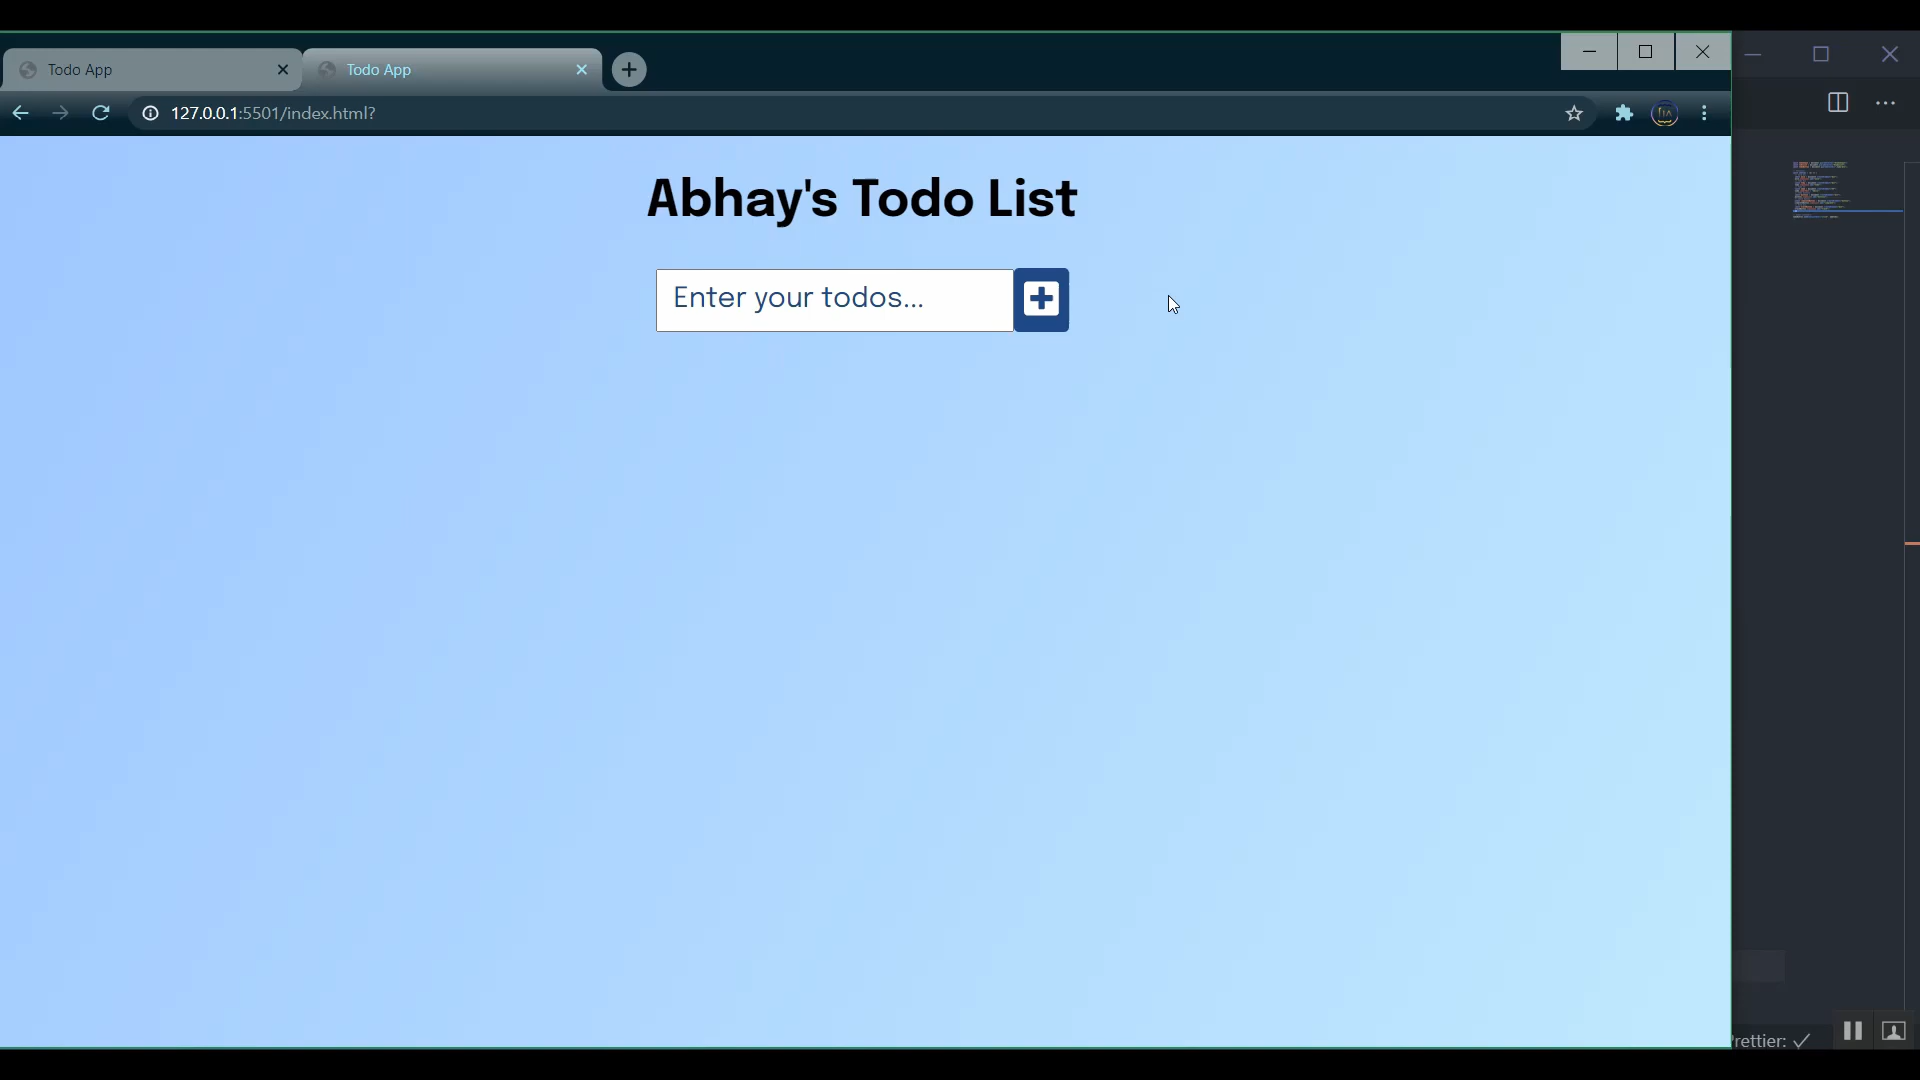 Todo App
Todo App
127.0.0.1:5501/index.html?
Abhay's Todo List
Enter your todos...
rettier: ✓